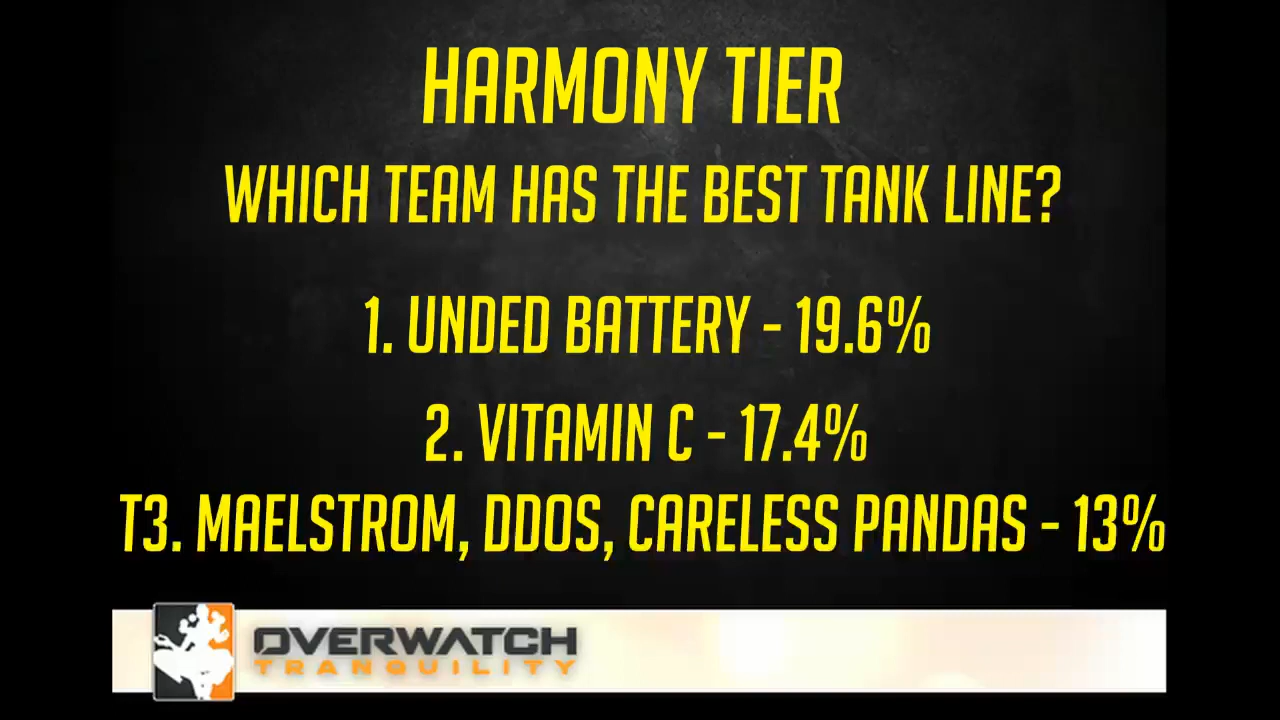 HARMONY TIER
WHICH TEAM HAS THE BEST TANK LINE?
1. UNDED BATTERY - 19.6%
2. VITAMIN C - 17.4%
T3. MAELSTROM, DDOS, CARELESS PANDAS - 13%
OVERWATCH
TRANQUILITY